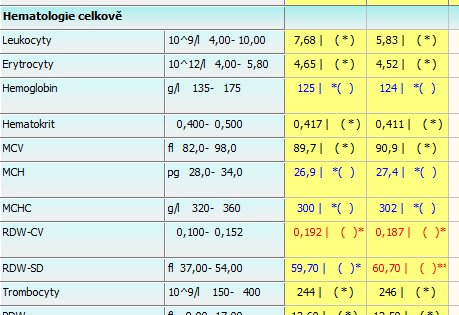 Hematologie celkově
Leukocyty 10^9/l 4,00- 10,00 7,68 | ( * ) 5,83 | ( * )
Erytrocyty 10^12/l 4,00- 5,80 4,65 | ( * ) 4,52 | ( * )
Hemoglobin g/l 135- 175 125 | *( ) 124 | *( )
Hematokrit 0,400- 0,500 0,417 | ( * ) 0,411 | ( * )
MCV fl 82,0- 98,0 89,7 | ( * ) 90,9 | ( * )
MCH pg 28,0- 34,0 26,9 | *( ) 27,4 | *( )
MCHC g/l 320- 360 300 | *( ) 302 | *( )
RDW-CV 0,100- 0,152 0,192 | ( )* 0,187 | ( )*
RDW-SD fl 37,00- 54,00 59,70 | ( )* 60,70 | ( )**
Trombocyty 10^9/l 150- 400 244 | ( * ) 246 | ( * )